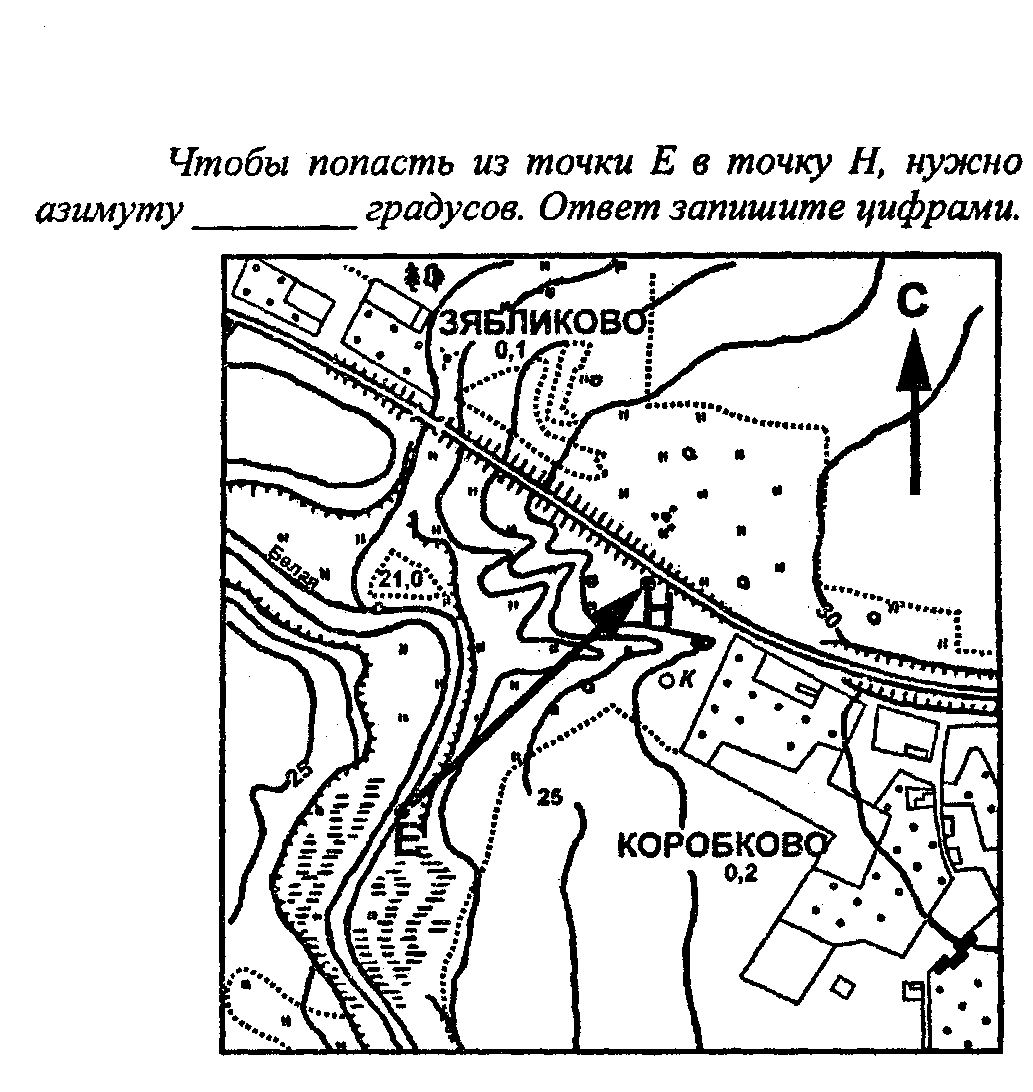 Чтобы попасть из точки Е в точку Н, нужно
азимуту ________ градусов. Ответ запишите цифрами.
С
ЗЯБЛИКОВО
0,1
Белая
21,0
Н
30
К
25
25
Е
КОРОБКОВО
0,2